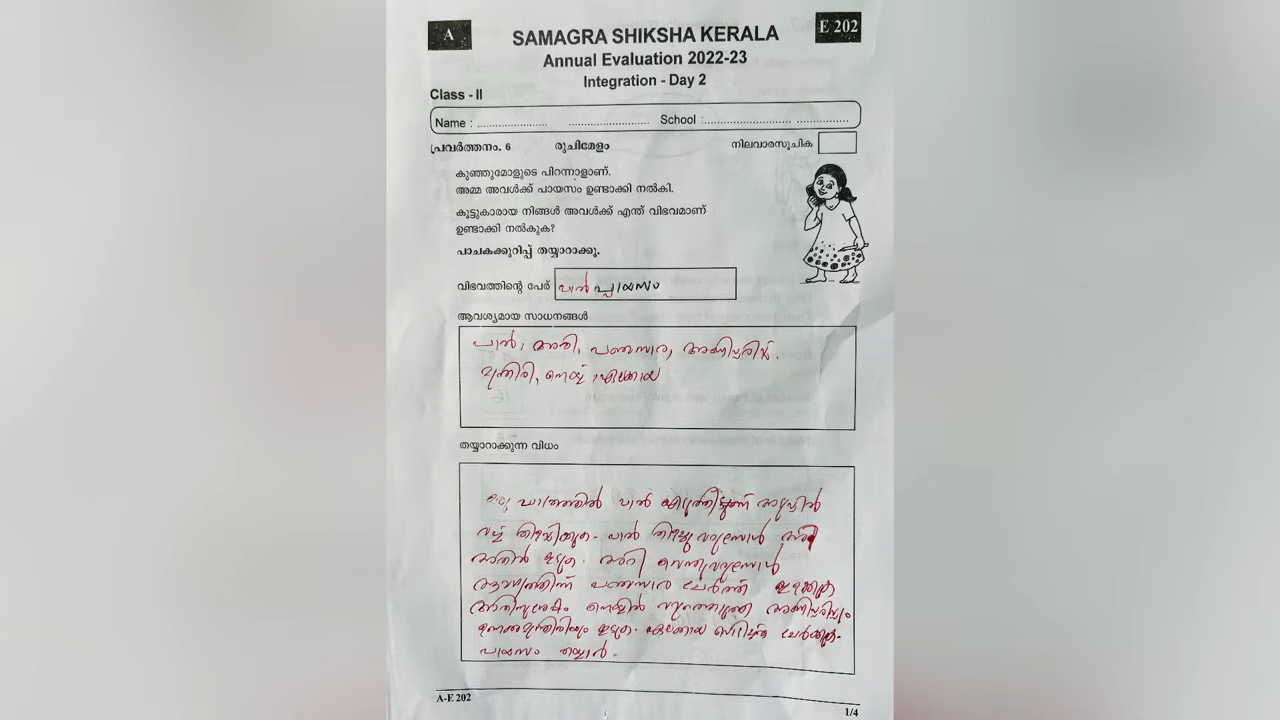 A
E 202
SAMAGRA SHIKSHA KERALA
Annual Evaluation 2022-23
Integration - Day 2
Class - II
Name : ..................... ........................ School :.......................... ................
പ്രവർത്തനം. 6 രുചിമേളം നിലവാരസൂചിക
കുഞ്ഞുമോളുടെ പിറന്നാളാണ്.
അമ്മ അവൾക്ക് പായസം ഉണ്ടാക്കി നൽകി.
കൂട്ടുകാരായ നിങ്ങൾ അവൾക്ക് എന്ത് വിഭവമാണ്
ഉണ്ടാക്കി നൽകുക?
പാചകക്കുറിപ്പ് തയ്യാറാക്കൂ.
വിഭവത്തിന്റെ പേര് പാൽപ്പായസം
ആവശ്യമായ സാധനങ്ങൾ
പാൽ, അരി, പഞ്ചസാര, അണ്ടിപ്പരിപ്പ്.
മുന്തിരി, നെയ്യ്, ഏലക്കായ
തയ്യാറാക്കുന്ന വിധം
ഒരു പാത്രത്തിൽ പാൽ എടുത്തിട്ടുണ്ട് അടുപ്പിൽ
വച്ച് തിളപ്പിക്കുക. പാൽ തിളച്ചു വരുമ്പോൾ അരി
അതിൽ ഇടുക. അരി വെന്തുവരുമ്പോൾ
ആവശ്യത്തിന് പഞ്ചസാര ചേർത്ത് ഇളക്കുക
അതിനുശേഷം നെയ്യിൽ വറുത്തെടുത്ത അണ്ടിപ്പരിപ്പും
ഉണക്കമുന്തിരിയും ഇടുക. ഏലക്കായ പൊടിച്ചത് ചേർക്കുക.
പായസം തയ്യാർ.
A-E 202
1/4